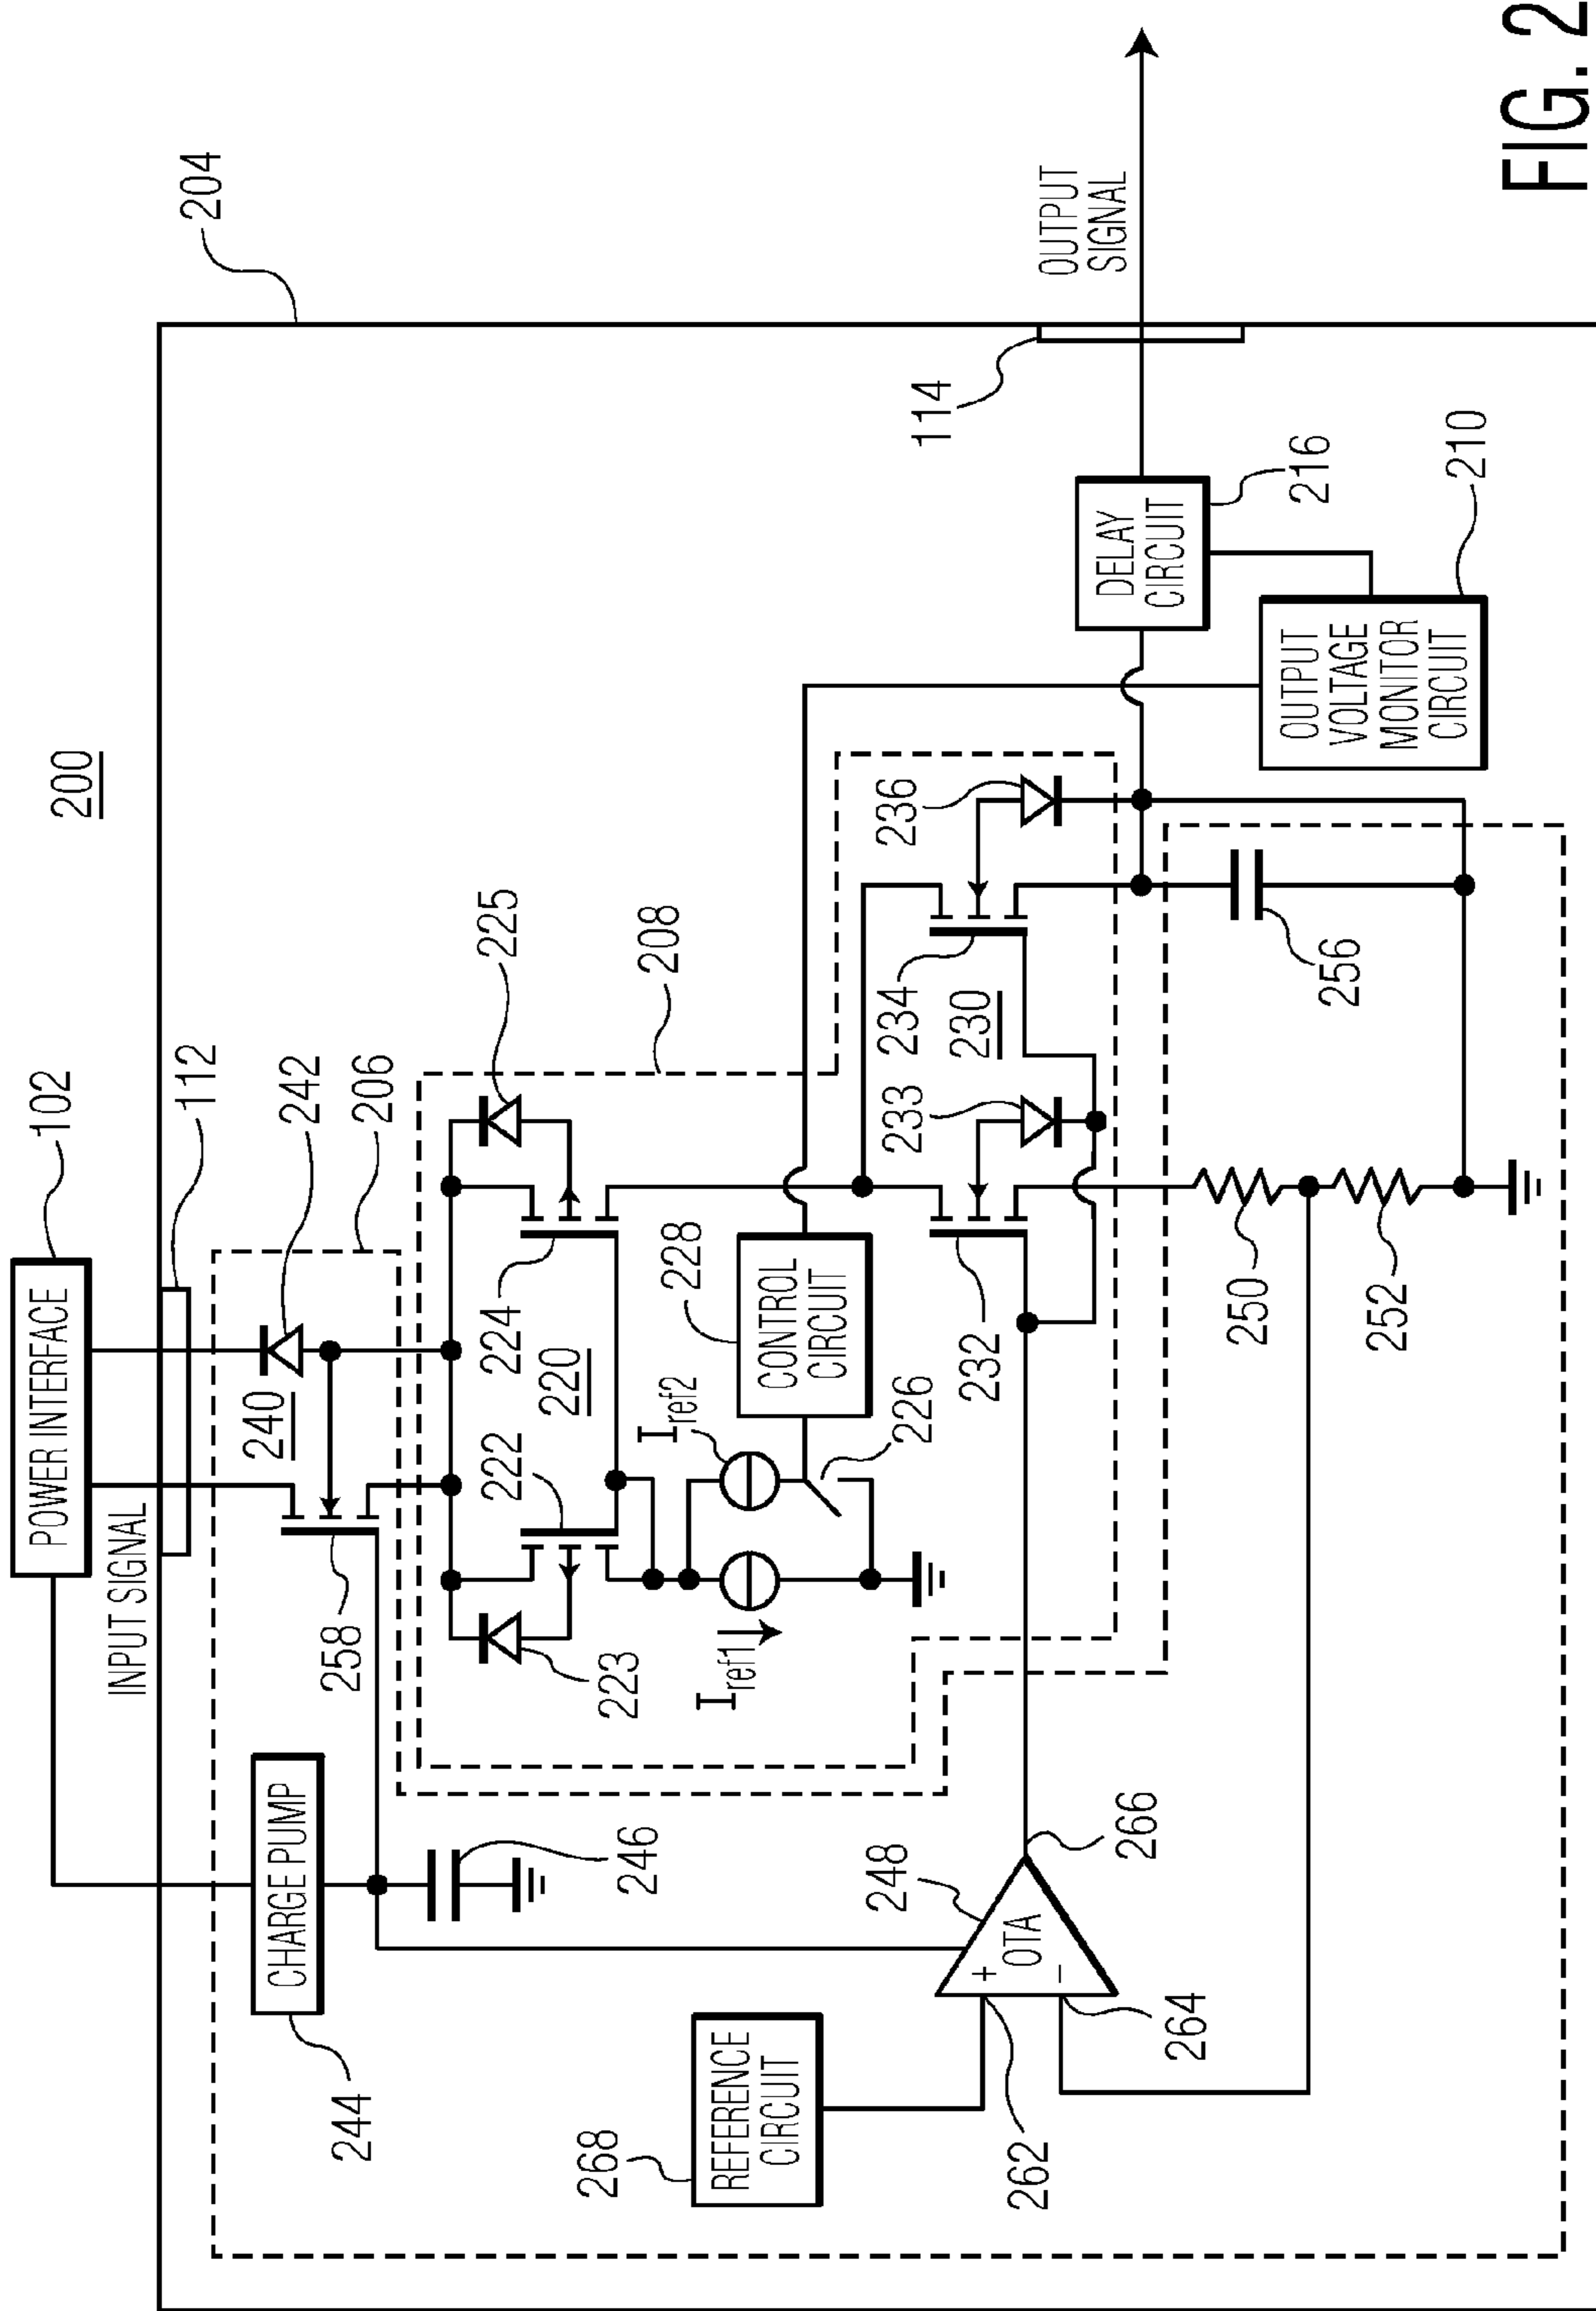 200
POWER INTERFACE
102
INPUT SIGNAL
112
204
CHARGE PUMP
244
258
240
242
206
246
223
222
220
224
225
208
I_ref1
I_ref2
226
CONTROL
CIRCUIT
228
REFERENCE
CIRCUIT
268
262
264
+
OTA
−
248
266
232
233
230
234
236
250
252
256
DELAY
CIRCUIT
216
OUTPUT
VOLTAGE
MONITOR
CIRCUIT
210
114
OUTPUT
SIGNAL
FIG. 2